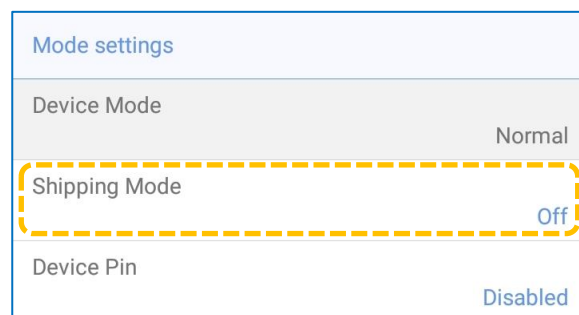 Mode settings
Device Mode
Normal
Shipping Mode
Off
Device Pin
Disabled